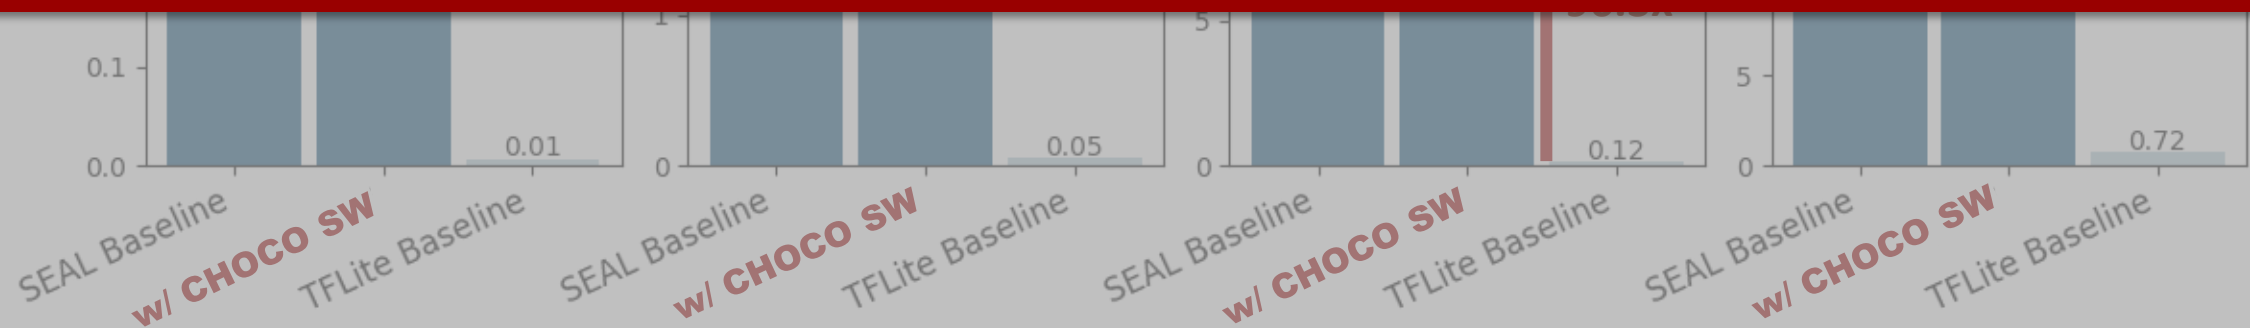 1
5
0.1
5
0.01
0.05
0.12
0.72
0.0
0
0
0
SEAL Baseline
w/ CHOCO SW
TFLite Baseline
SEAL Baseline
w/ CHOCO SW
TFLite Baseline
SEAL Baseline
w/ CHOCO SW
TFLite Baseline
SEAL Baseline
w/ CHOCO SW
TFLite Baseline